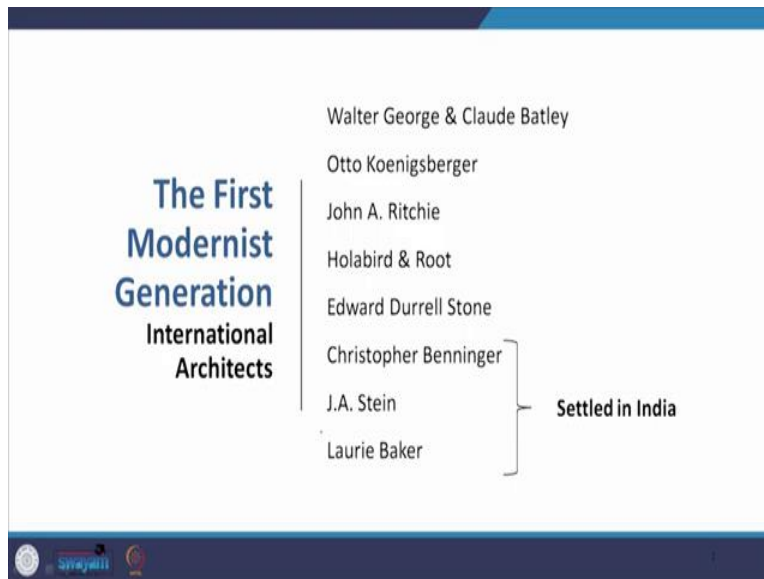 The First
Modernist
Generation
International
Architects
Walter George & Claude Batley
Otto Koenigsberger
John A. Ritchie
Holabird & Root
Edward Durrell Stone
Christopher Benninger
J.A. Stein
Laurie Baker
Settled in India
swayam